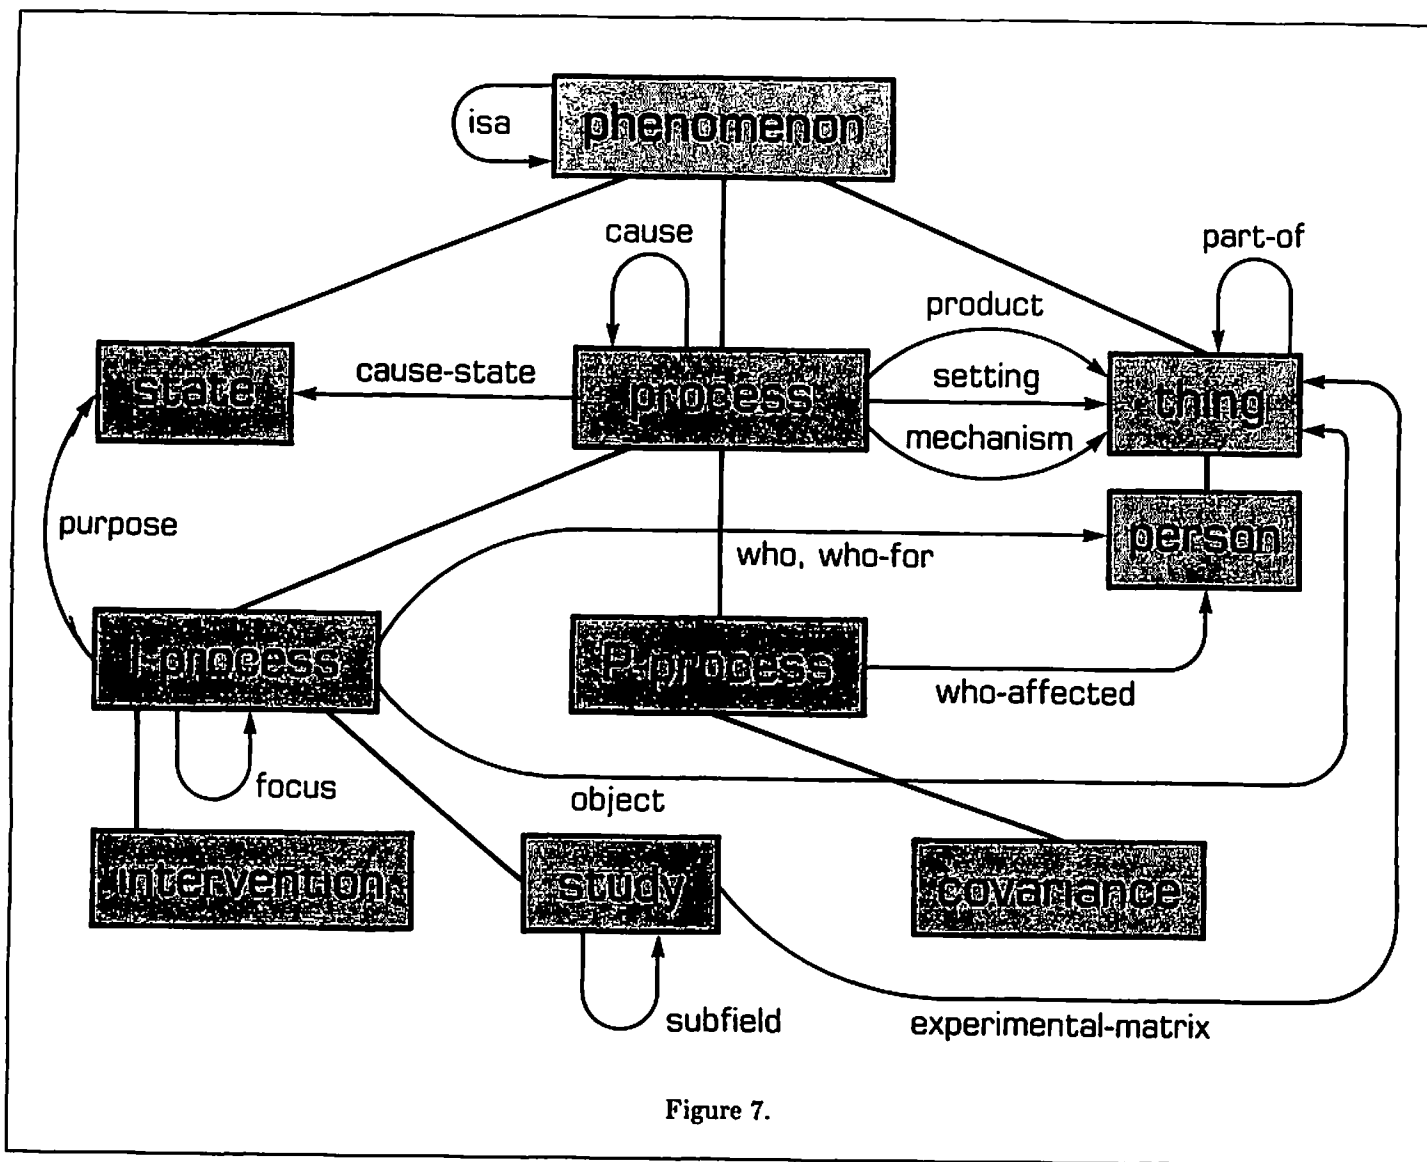 isa
phenomenon
cause
part-of
product
state
cause-state
process
setting
thing
mechanism
purpose
who, who-for
person
I-process
P-process
who-affected
focus
object
intervention
study
covariance
subfield
experimental-matrix
Figure 7.